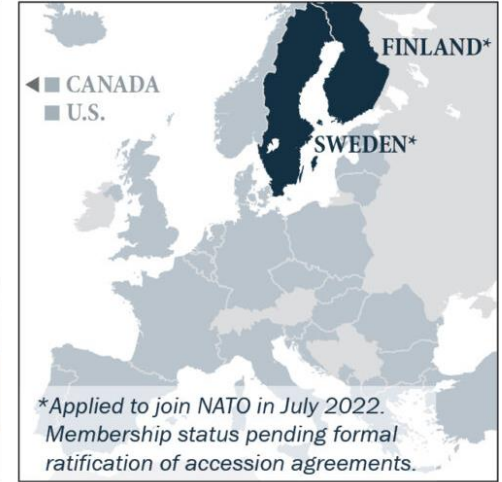 FINLAND*
CANADA
U.S.
SWEDEN*
*Applied to join NATO in July 2022.
Membership status pending formal
ratification of accession agreements.